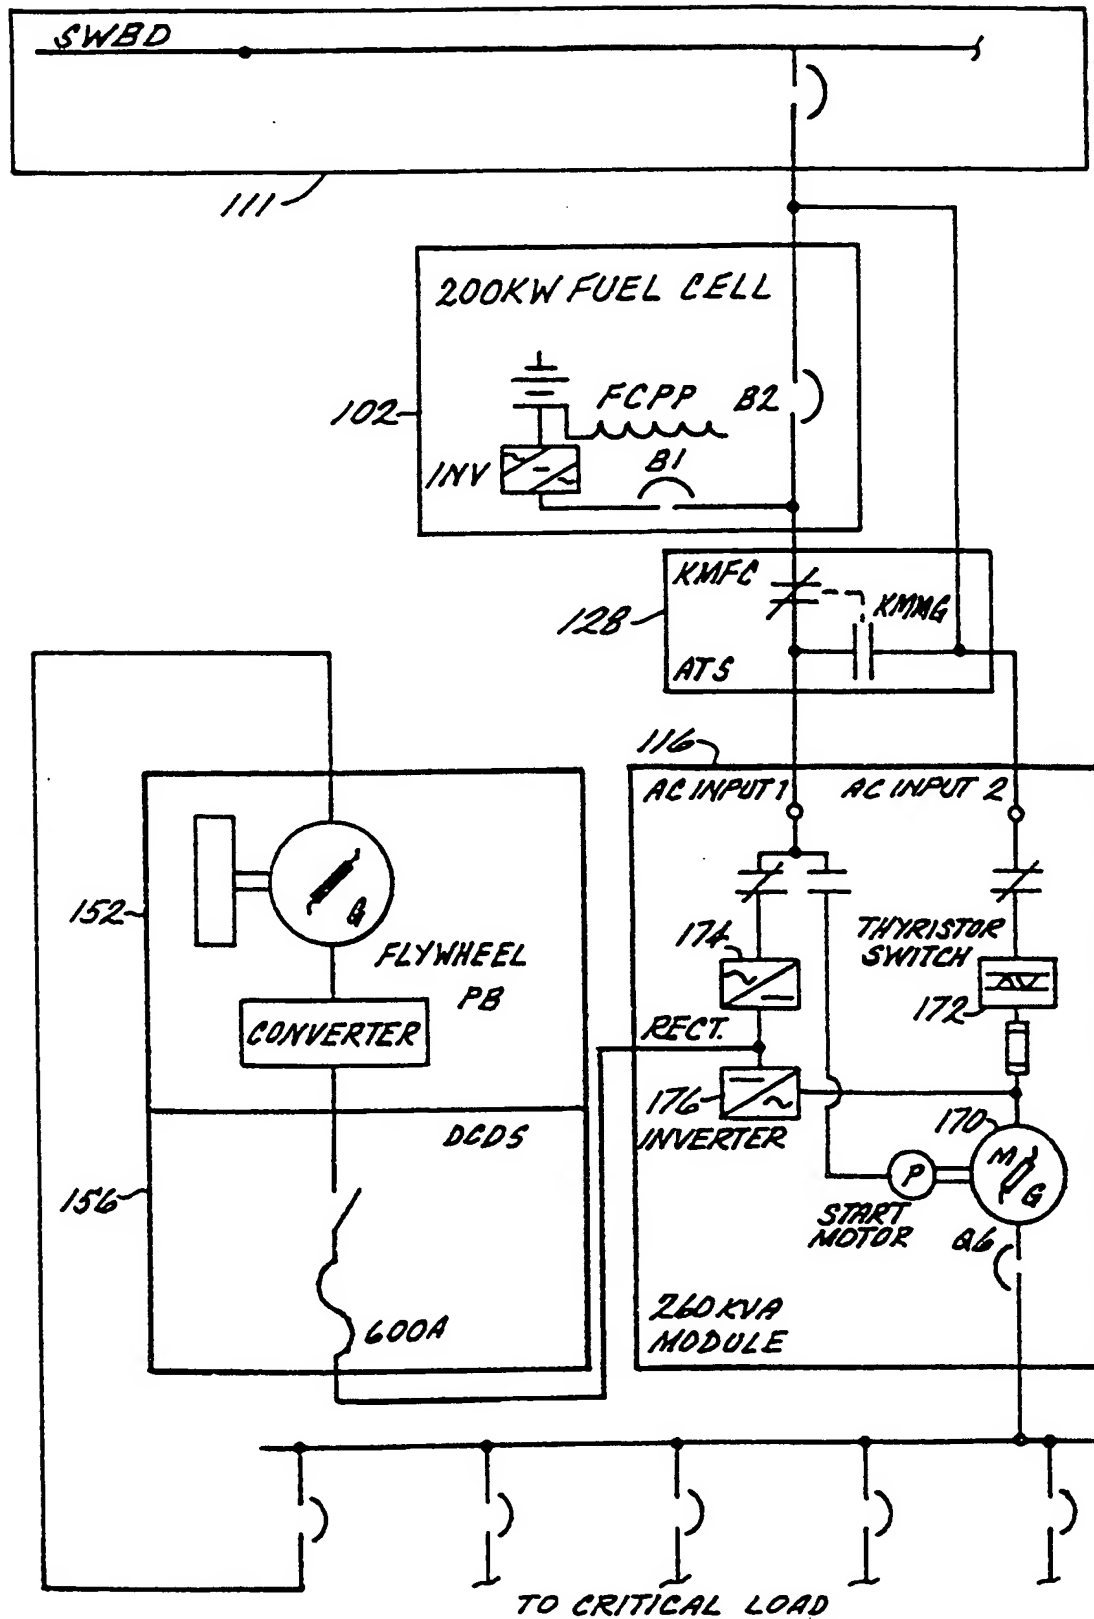 SWBD
111
200KW FUEL CELL
102
FCPP
B2
INV
B1
KMFC
KMMG
128
ATS
116
AC INPUT 1
AC INPUT 2
152
G
FLYWHEEL
PB
CONVERTER
174
THYRISTOR
SWITCH
172
RECT.
176
INVERTER
170
M
G
P
START
MOTOR
Q6
DCDS
156
600A
260 KVA
MODULE
TO CRITICAL LOAD